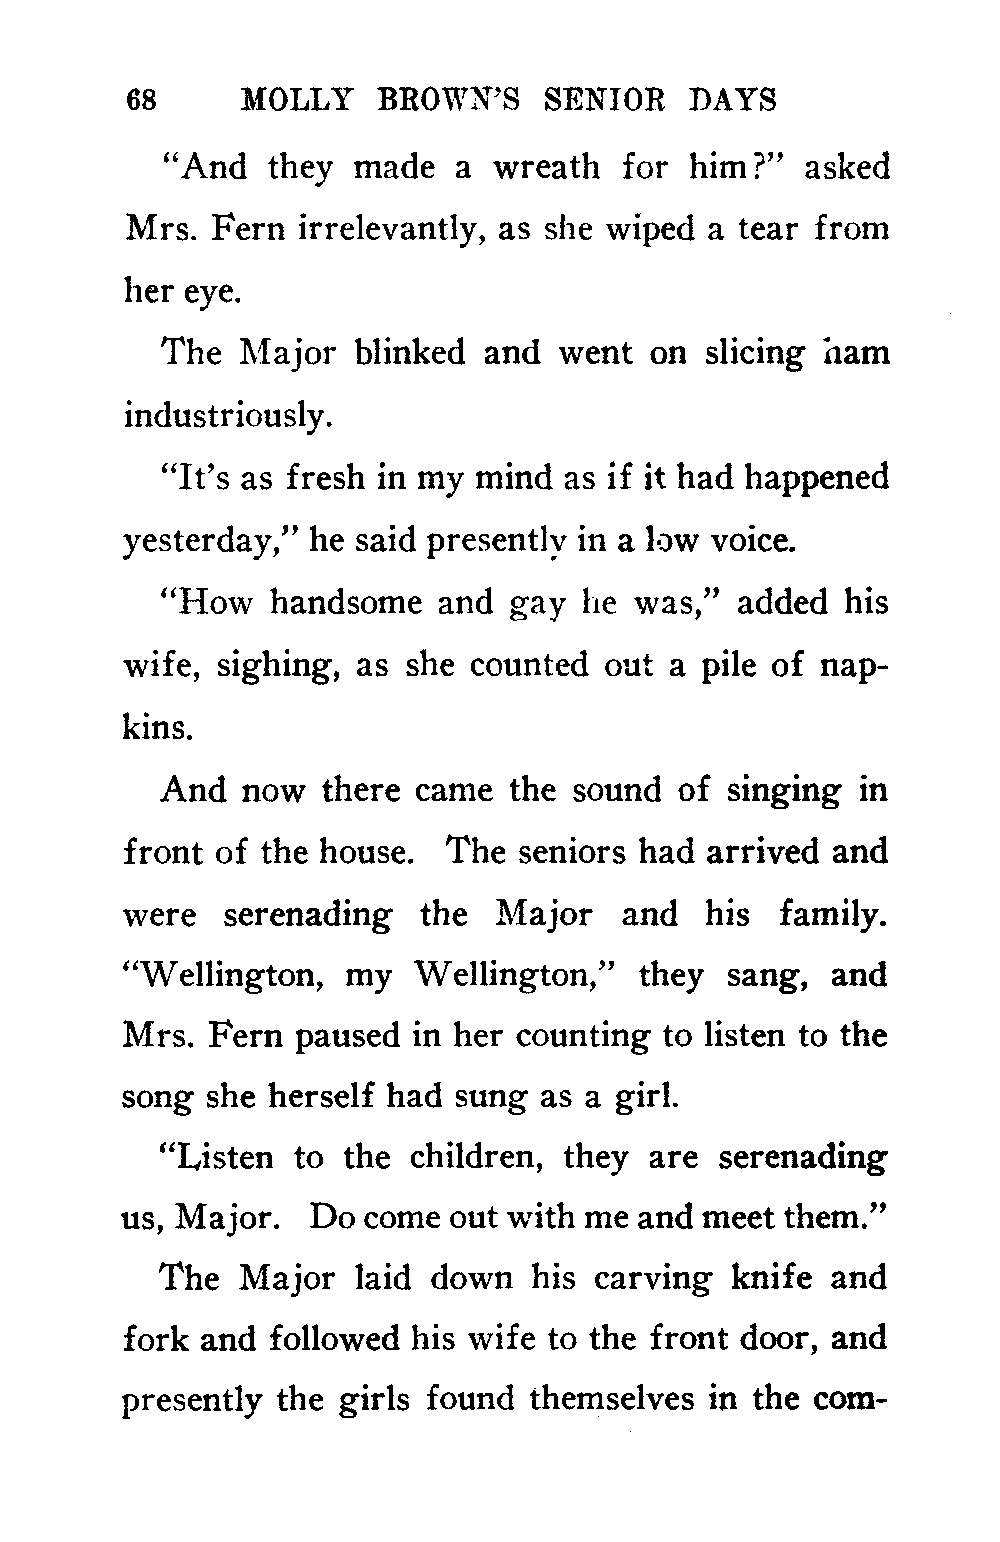 68 MOLLY BROWN'S SENIOR DAYS
“And they made a wreath for him?” asked
Mrs. Fern irrelevantly, as she wiped a tear from
her eye.
The Major blinked and went on slicing ham
industriously.
“It’s as fresh in my mind as if it had happened
yesterday,” he said presently in a low voice.
“How handsome and gay he was,” added his
wife, sighing, as she counted out a pile of nap-
kins.
And now there came the sound of singing in
front of the house. The seniors had arrived and
were serenading the Major and his family.
“Wellington, my Wellington,” they sang, and
Mrs. Fern paused in her counting to listen to the
song she herself had sung as a girl.
“Listen to the children, they are serenading
us, Major. Do come out with me and meet them.”
The Major laid down his carving knife and
fork and followed his wife to the front door, and
presently the girls found themselves in the com-